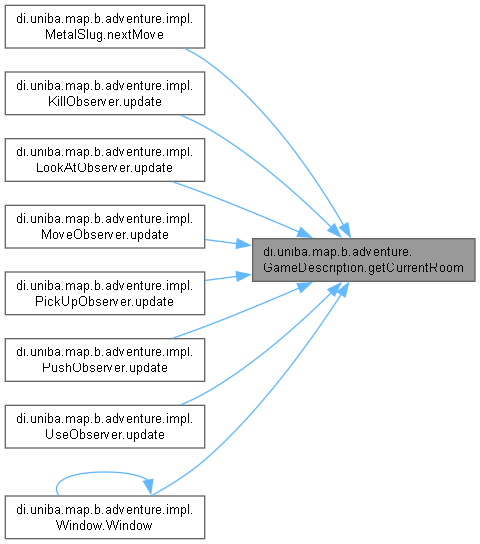 di.uniba.map.b.adventure.impl.
MetalSlug.nextMove
di.uniba.map.b.adventure.impl.
KillObserver.update
di.uniba.map.b.adventure.impl.
LookAtObserver.update
di.uniba.map.b.adventure.impl.
MoveObserver.update
di.uniba.map.b.adventure.
GameDescription.getCurrentRoom
di.uniba.map.b.adventure.impl.
PickUpObserver.update
di.uniba.map.b.adventure.impl.
PushObserver.update
di.uniba.map.b.adventure.impl.
UseObserver.update
di.uniba.map.b.adventure.impl.
Window.Window